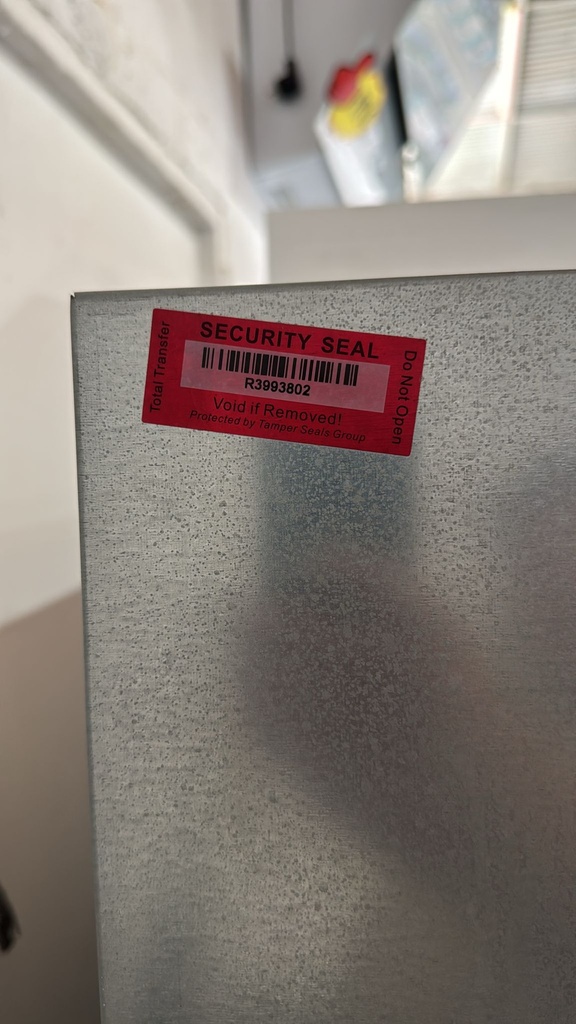 SECURITY SEAL
R3993802
Void if Removed!
Protected by Tamper Seals Group
Total Transfer
Do Not Open